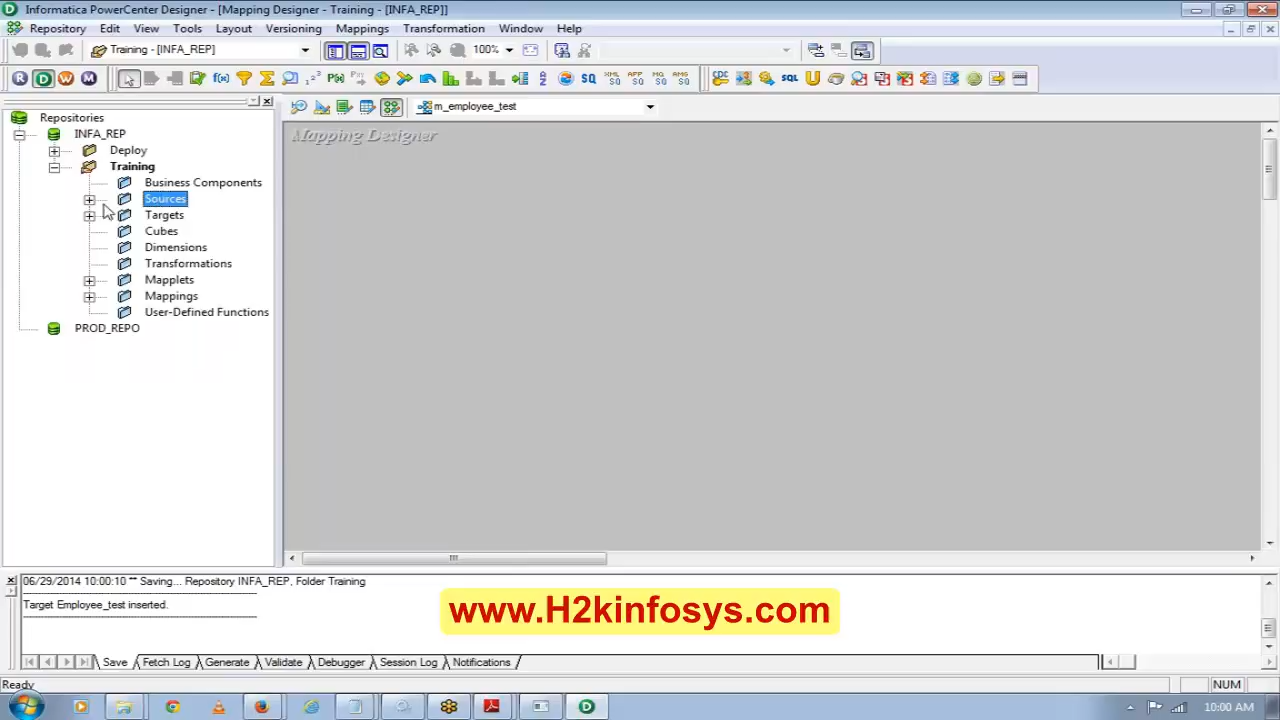 Informatica PowerCenter Designer - [Mapping Designer - Training - [INFA_REP]]
Repository Edit View Tools Layout Versioning Mappings Transformation Window Help
Training - [INFA_REP]
100%
m_employee_test
Repositories
INFA_REP
Deploy
Training
Business Components
Sources
Targets
Cubes
Dimensions
Transformations
Mapplets
Mappings
User-Defined Functions
PROD_REPO
Mapping Designer
06/29/2014 10:00:10 ** Saving... Repository INFA_REP, Folder Training
Target Employee_test inserted.
www.H2kinfosys.com
Save Fetch Log Generate Validate Debugger Session Log Notifications
Ready
NUM
10:00 AM